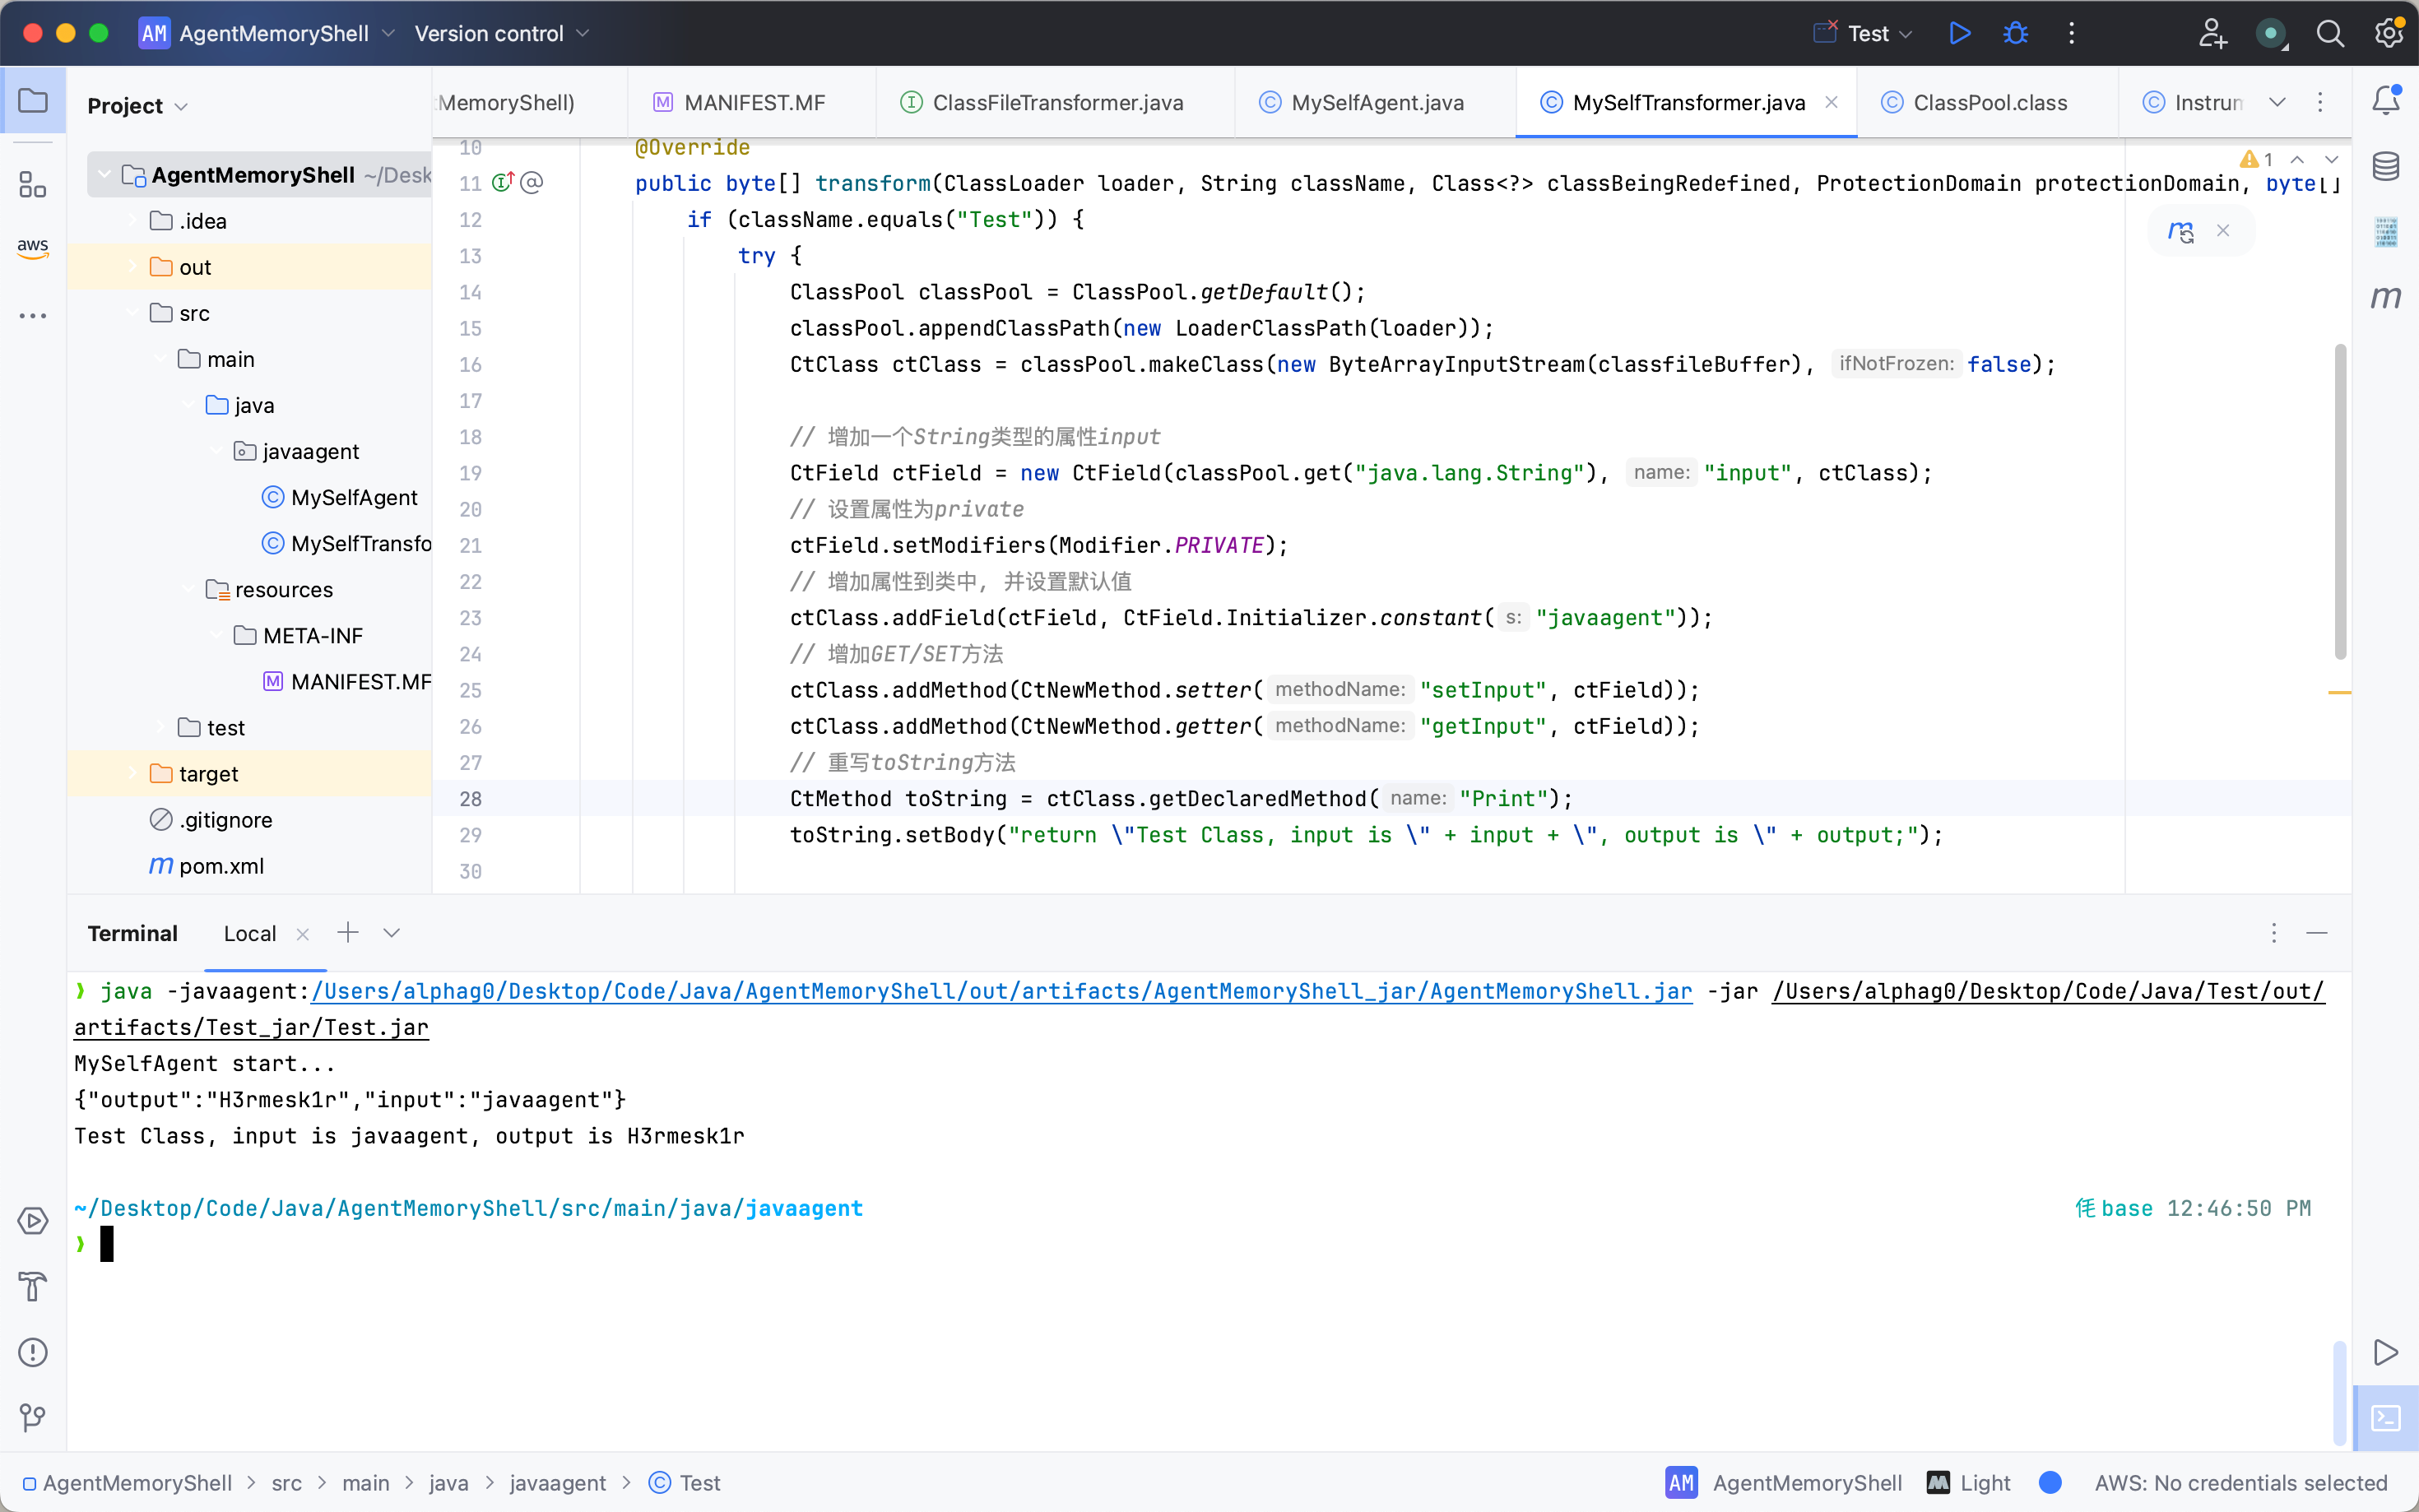 AM AgentMemoryShell Version control Test
Project
MemoryShell) MANIFEST.MF ClassFileTransformer.java MySelfAgent.java MySelfTransformer.java ClassPool.class Instrum
AgentMemoryShell ~/Desk
.idea
aws
out
src
main
java
javaagent
MySelfAgent
MySelfTransfo
resources
META-INF
MANIFEST.MF
test
target
.gitignore
pom.xml
1
10 @Override
11 public byte[] transform(ClassLoader loader, String className, Class<?> classBeingRedefined, ProtectionDomain protectionDomain, byte[]
12 if (className.equals("Test")) {
13 try {
14 ClassPool classPool = ClassPool.getDefault();
15 classPool.appendClassPath(new LoaderClassPath(loader));
16 CtClass ctClass = classPool.makeClass(new ByteArrayInputStream(classfileBuffer), ifNotFrozen: false);
17
18 // 增加一个String类型的属性input
19 CtField ctField = new CtField(classPool.get("java.lang.String"), name: "input", ctClass);
20 // 设置属性为private
21 ctField.setModifiers(Modifier.PRIVATE);
22 // 增加属性到类中, 并设置默认值
23 ctClass.addField(ctField, CtField.Initializer.constant( s: "javaagent"));
24 // 增加GET/SET方法
25 ctClass.addMethod(CtNewMethod.setter( methodName: "setInput", ctField));
26 ctClass.addMethod(CtNewMethod.getter( methodName: "getInput", ctField));
27 // 重写toString方法
28 CtMethod toString = ctClass.getDeclaredMethod( name: "Print");
29 toString.setBody("return \"Test Class, input is \" + input + \", output is \" + output;");
30
Terminal Local
❯ java -javaagent:/Users/alphag0/Desktop/Code/Java/AgentMemoryShell/out/artifacts/AgentMemoryShell_jar/AgentMemoryShell.jar -jar /Users/alphag0/Desktop/Code/Java/Test/out/
artifacts/Test_jar/Test.jar
MySelfAgent start...
{"output":"H3rmesk1r","input":"javaagent"}
Test Class, input is javaagent, output is H3rmesk1r
~/Desktop/Code/Java/AgentMemoryShell/src/main/java/javaagent base 12:46:50 PM
❯
AgentMemoryShell > src > main > java > javaagent > Test AM AgentMemoryShell Light AWS: No credentials selected